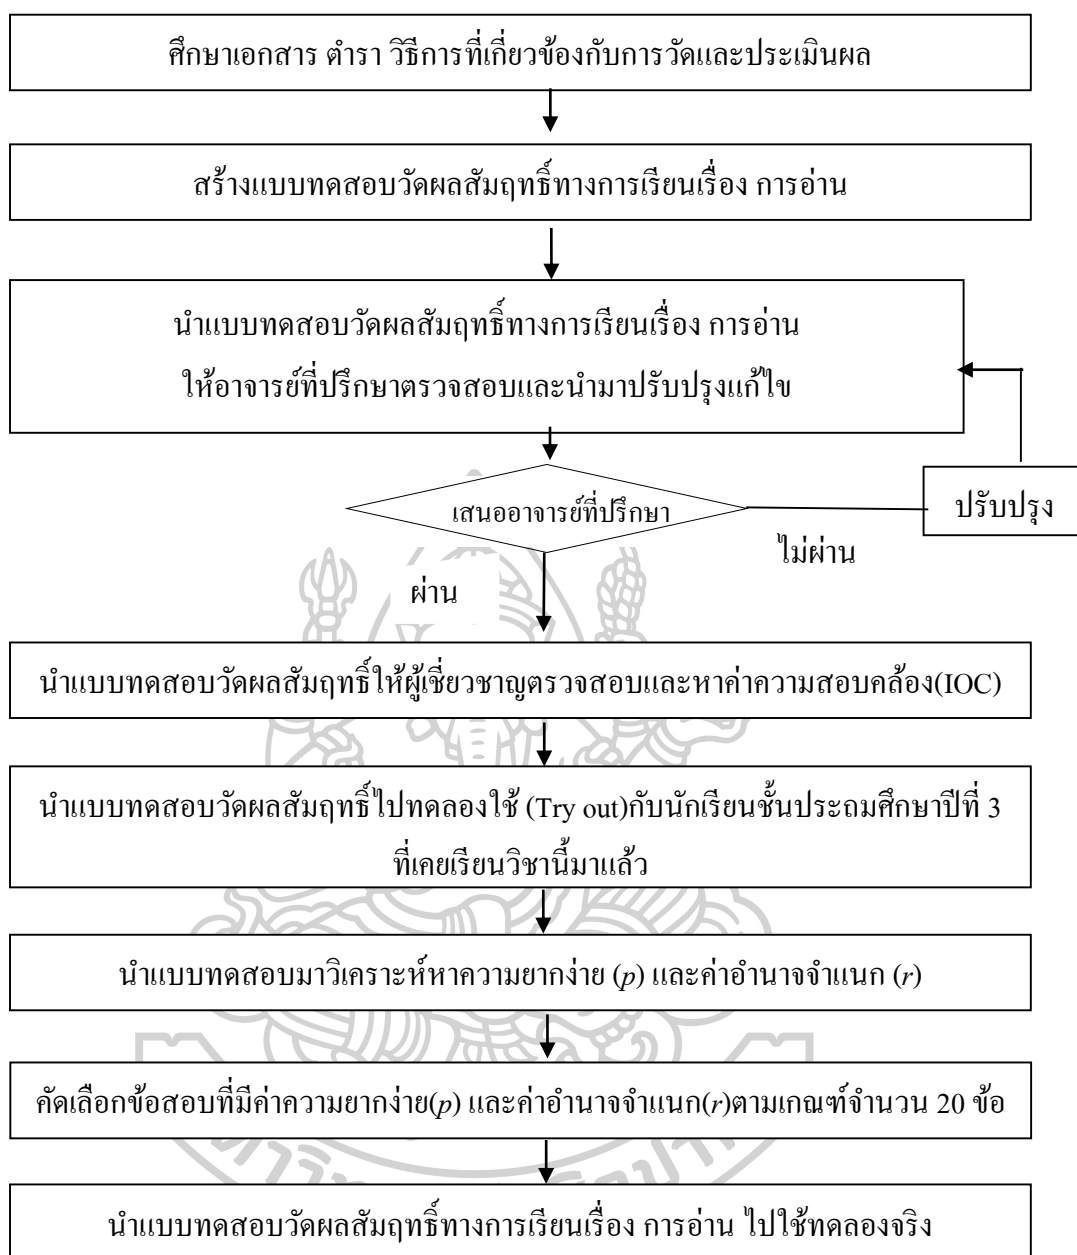 ศึกษาเอกสาร ตำรา วิธีการที่เกี่ยวข้องกับการวัดและประเมินผล
สร้างแบบทดสอบวัดผลสัมฤทธิ์ทางการเรียนเรื่อง การอ่าน
นำแบบทดสอบวัดผลสัมฤทธิ์ทางการเรียนเรื่อง การอ่าน
ให้อาจารย์ที่ปรึกษาตรวจสอบและนำมาปรับปรุงแก้ไข
เสนออาจารย์ที่ปรึกษา
ปรับปรุง
ไม่ผ่าน
ผ่าน
นำแบบทดสอบวัดผลสัมฤทธิ์ให้ผู้เชี่ยวชาญตรวจสอบและหาค่าความสอบคล้อง(IOC)
นำแบบทดสอบวัดผลสัมฤทธิ์ไปทดลองใช้ (Try out)กับนักเรียนชั้นประถมศึกษาปีที่ 3
ที่เคยเรียนวิชานี้มาแล้ว
นำแบบทดสอบมาวิเคราะห์หาความยากง่าย (p) และค่าอำนาจจำแนก (r)
คัดเลือกข้อสอบที่มีค่าความยากง่าย(p) และค่าอำนาจจำแนก(r)ตามเกณฑ์จำนวน 20 ข้อ
นำแบบทดสอบวัดผลสัมฤทธิ์ทางการเรียนเรื่อง การอ่าน ไปใช้ทดลองจริง